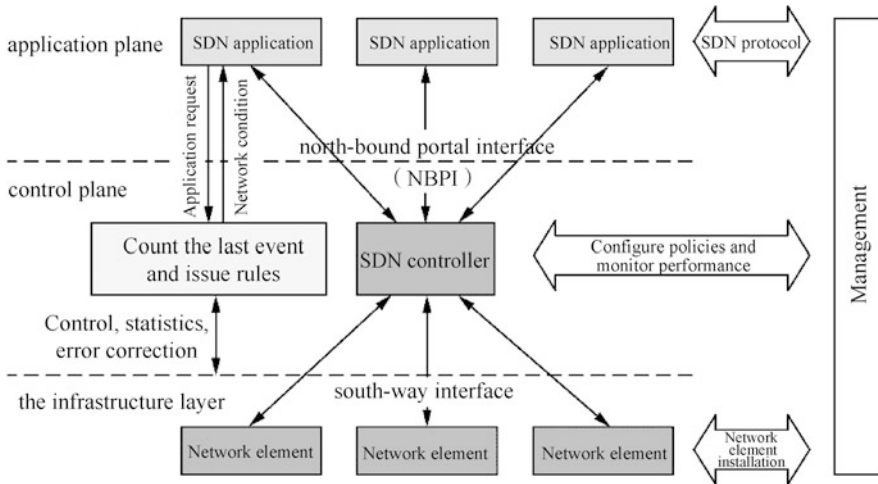 application plane
SDN application
SDN application
SDN application
SDN protocol
Application request
Network condition
north-bound portal interface
( NBPI )
control plane
Count the last event
and issue rules
SDN controller
Configure policies and
monitor performance
Management
Control, statistics,
error correction
south-way interface
the infrastructure layer
Network element
Network element
Network element
Network
element
installation